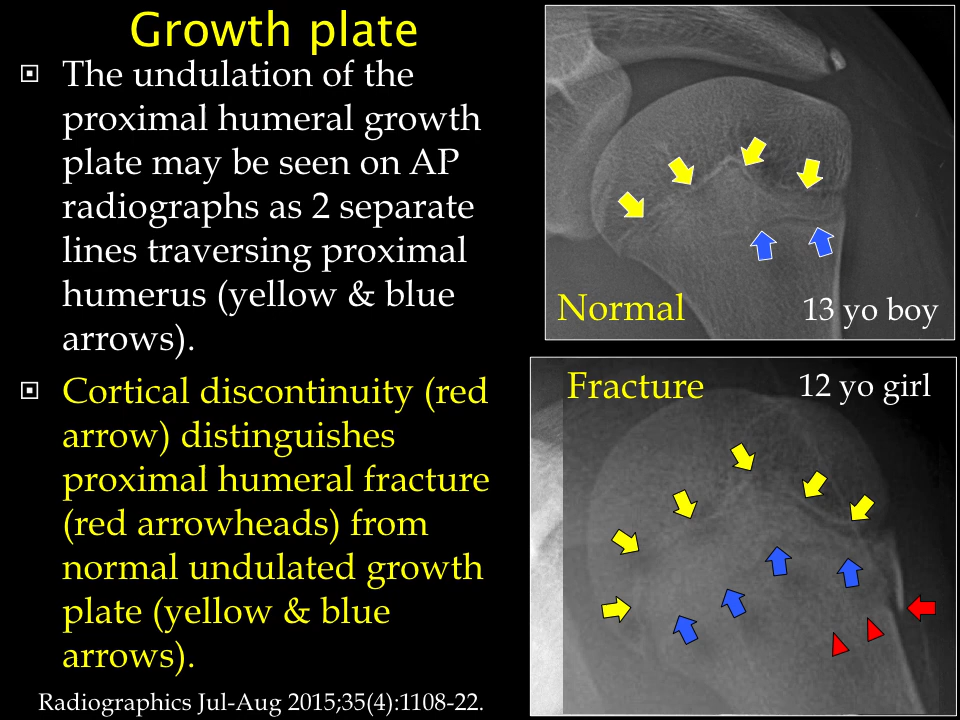 Growth plate
The undulation of the
proximal humeral growth
plate may be seen on AP
radiographs as 2 separate
lines traversing proximal
humerus (yellow & blue
arrows).
Cortical discontinuity (red
arrow) distinguishes
proximal humeral fracture
(red arrowheads) from
normal undulated growth
plate (yellow & blue
arrows).
Radiographics Jul-Aug 2015;35(4):1108-22.
Normal
13 yo boy
Fracture
12 yo girl